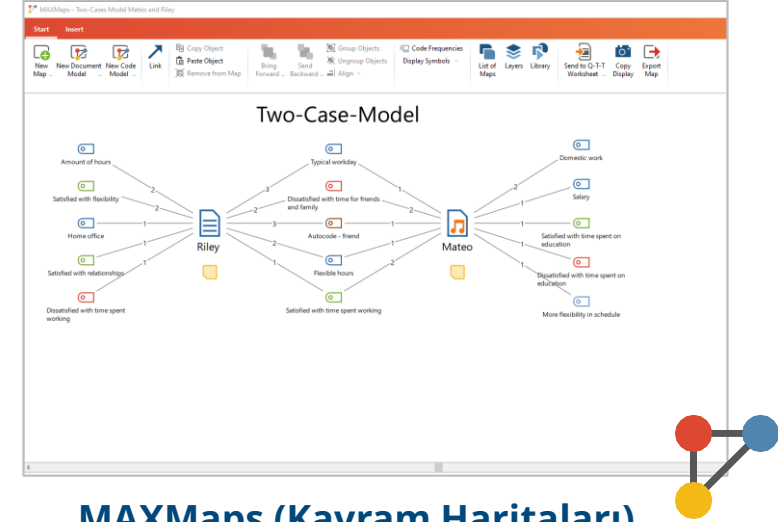 MAXMaps - Two-Cases Model Mateo and Riley
Start Insert
New Map
New Document Model
New Code Model
Link
Copy Object
Paste Object
Remove from Map
Bring Forward
Send Backward
Group Objects
Ungroup Objects
Align
Code Frequencies
Display Symbols
List of Maps
Layers
Library
Send to Q-T-T Worksheet
Copy Display
Export Map
Two-Case-Model
Amount of hours
Satisfied with flexibility
Home office
Satisfied with relationships
Dissatisfied with time spent
working
2
2
1
1
1
Riley
3
2
3
2
1
Typical workday
Dissatisfied with time for friends
and family
Autocode - friend
Flexible hours
Satisfied with time spent working
1
2
1
1
2
Mateo
2
1
1
1
1
Domestic work
Salary
Satisfied with time spent on
education
Dissatisfied with time spent on
education
More flexibility in schedule
MAXMaps (Kavram Haritaları)